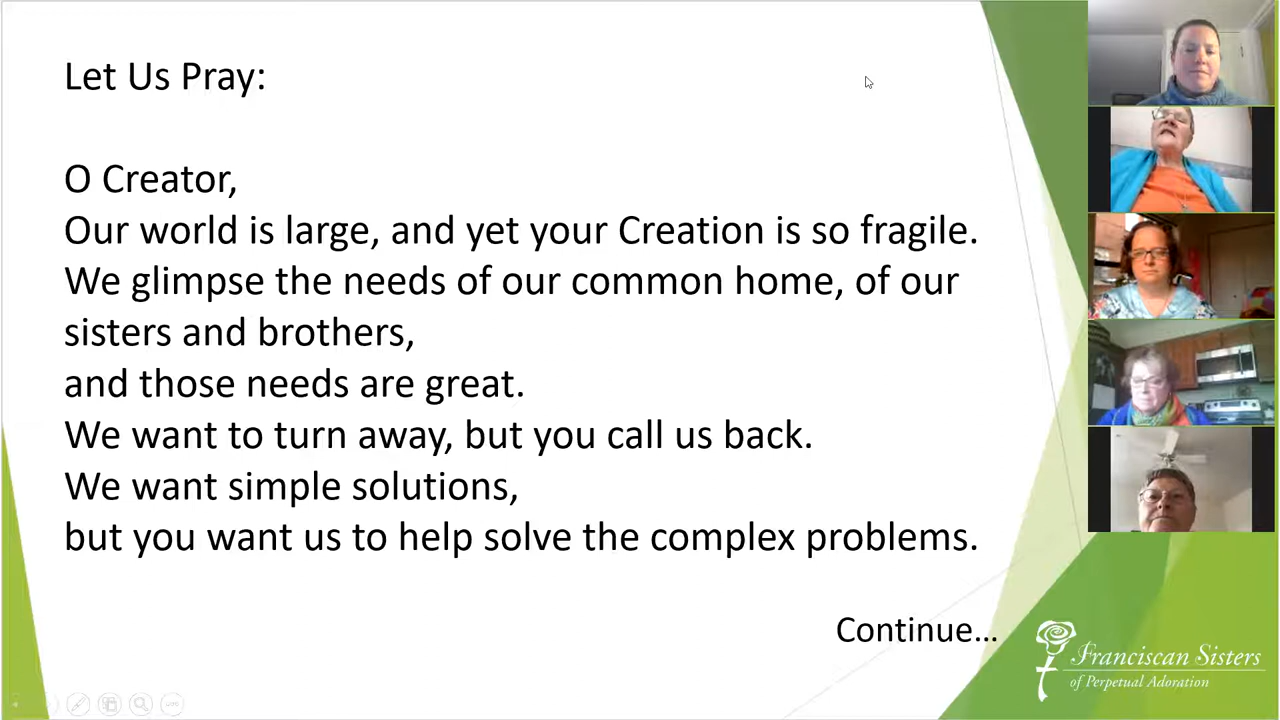 Let Us Pray:
O Creator,
Our world is large, and yet your Creation is so fragile.
We glimpse the needs of our common home, of our
sisters and brothers,
and those needs are great.
We want to turn away, but you call us back.
We want simple solutions,
but you want us to help solve the complex problems.
Continue...
Franciscan Sisters
of Perpetual Adoration